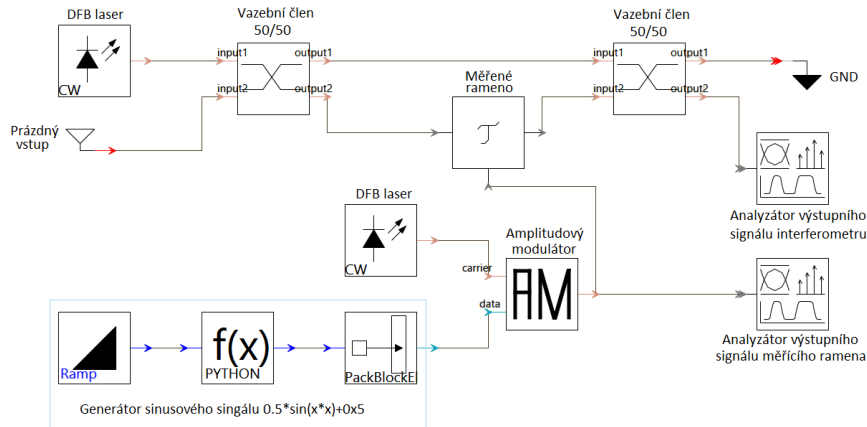 DFB laser
Vazební člen
50/50
Vazební člen
50/50
input1
output1
input2
output2
CW
Měřené
rameno
input1
output1
input2
output2
GND
Prázdný
vstup
DFB laser
CW
Amplitudový
modulátor
carrier
data
AM
Analyzátor výstupního
signálu interferometru
Analyzátor výstupního
signálu měřícího ramena
Ramp
f(x)
PYTHON
PackBlockEl
Generátor sinusového singálu 0.5*sin(x*x)+0x5